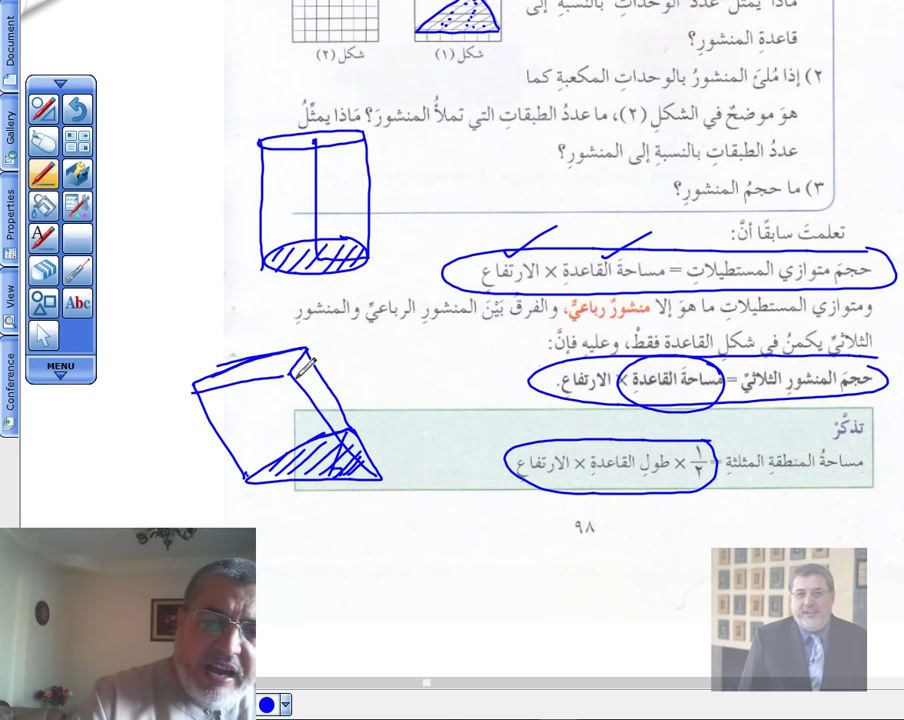 Document
Gallery
Properties
View
Conference
Abc
MENU
ماذا يمثلُ عددُ الوحداتِ بالنسبةِ إلى
قاعدةِ المنشورِ؟
شكل (١)
شكل (٢)
٢) إذا مُلئَ المنشورُ بالوحداتِ المكعبةِ كما
هوَ موضحٌ في الشكلِ (٢)، ما عددُ الطبقاتِ التي تملأُ المنشورَ؟ مَاذا يمثِّلُ
عددُ الطبقاتِ بالنسبةِ إلى المنشورِ؟
٣) ما حجمُ المنشورِ؟
تعلمتَ سابقًا أنَّ:
حجمَ متوازي المستطيلاتِ = مساحةَ القاعدةِ × الارتفاعِ
ومتوازي المستطيلاتِ ما هوَ إلا منشورٌ رباعيٌّ، والفرقُ بَيْنَ المنشورِ الرباعيِّ والمنشورِ
الثلاثيِّ يكمنُ في شكلِ القاعدةِ فقطْ، وعليهِ فإنَّ:
حجمَ المنشورِ الثلاثيِّ = مساحةَ القاعدةِ × الارتفاعِ.
تذكَّرْ
مساحةُ المنطقةِ المثلثةِ = ١/٢ × طولِ القاعدةِ × الارتفاعِ
٩٨